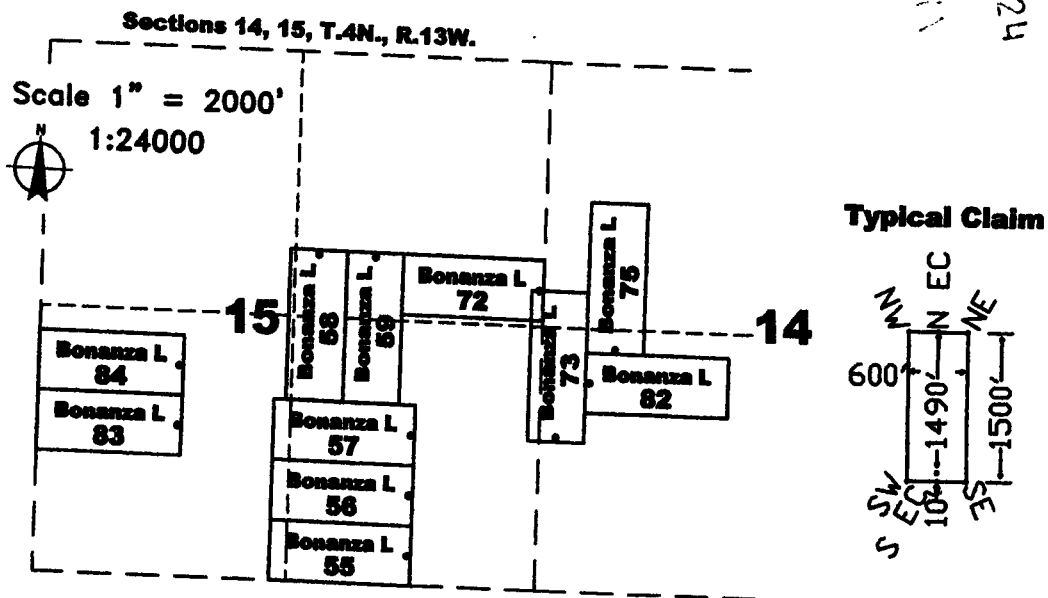 Sections 14, 15, T.4N., R.13W.
24
Scale 1" = 2000'
1:24000
N
Typical Claim
Bonanza L
75
Bonanza L
58
Bonanza L
59
Bonanza L
72
15
14
Bonanza L
73
Bonanza L
84
Bonanza L
82
Bonanza L
83
Bonanza L
57
Bonanza L
56
Bonanza L
55
NW
N EC
NE
600'
1490'
1500'
SW
S EC
10'
SE